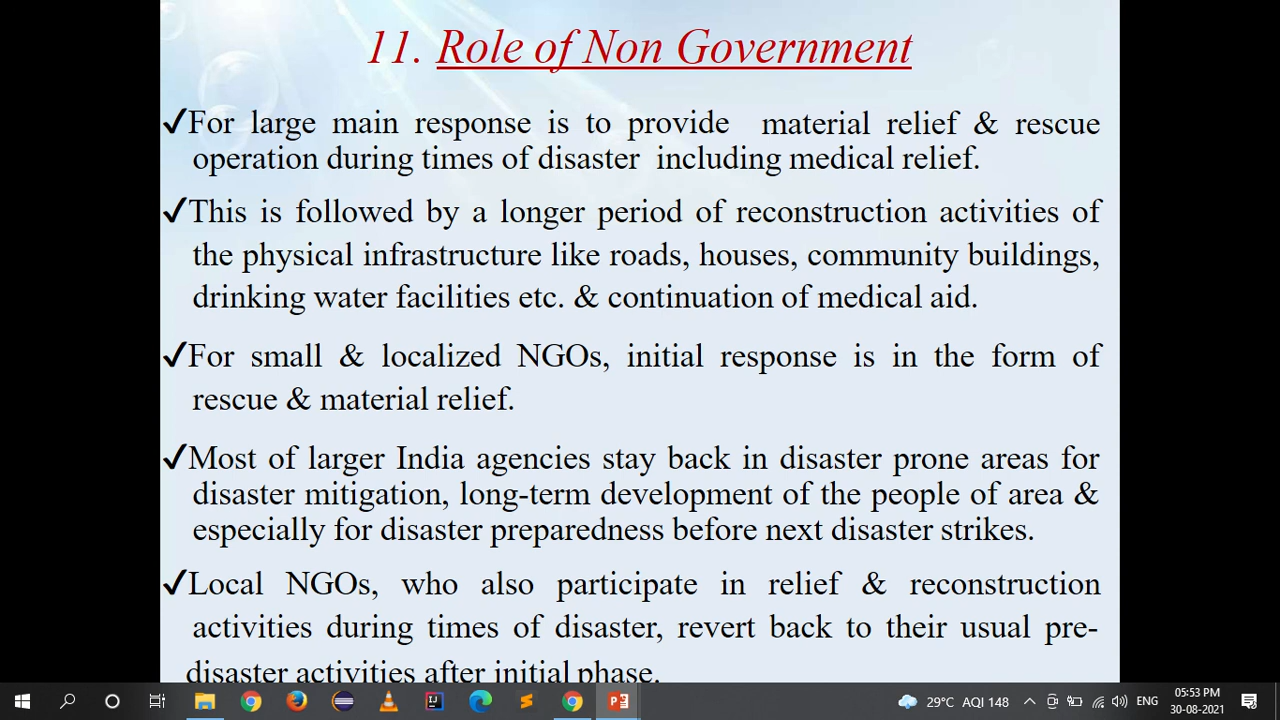 11. Role of Non Government
✓For large main response is to provide material relief & rescue
operation during times of disaster including medical relief.
✓This is followed by a longer period of reconstruction activities of
the physical infrastructure like roads, houses, community buildings,
drinking water facilities etc. & continuation of medical aid.
✓For small & localized NGOs, initial response is in the form of
rescue & material relief.
✓Most of larger India agencies stay back in disaster prone areas for
disaster mitigation, long-term development of the people of area &
especially for disaster preparedness before next disaster strikes.
✓Local NGOs, who also participate in relief & reconstruction
activities during times of disaster, revert back to their usual pre-
disaster activities after initial phase.
29°C AQI 148 ENG 05:53 PM
30-08-2021